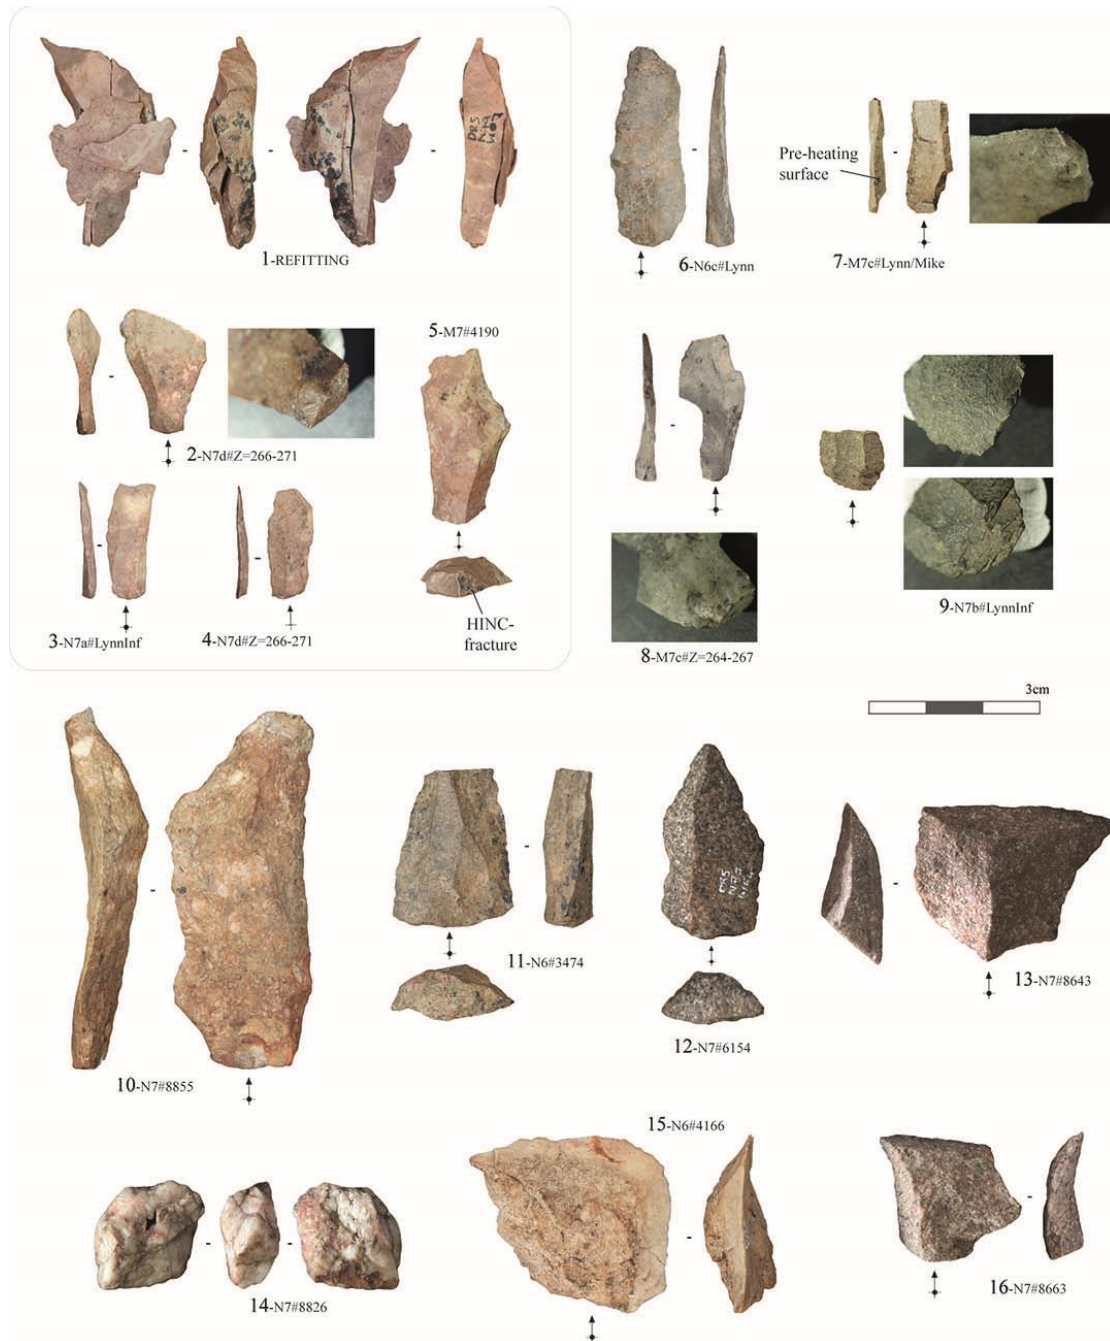 1-REFITTING
2-N7d#Z=266-271
3-N7a#LynnInf
4-N7d#Z=266-271
5-M7#4190
HINC-
fracture
6-N6c#Lynn
Pre-heating
surface
7-M7c#Lynn/Mike
8-M7c#Z=264-267
9-N7b#LynnInf
3cm
10-N7#8855
11-N6#3474
DRS
12-N7#6154
13-N7#8643
14-N7#8826
15-N6#4166
16-N7#8663